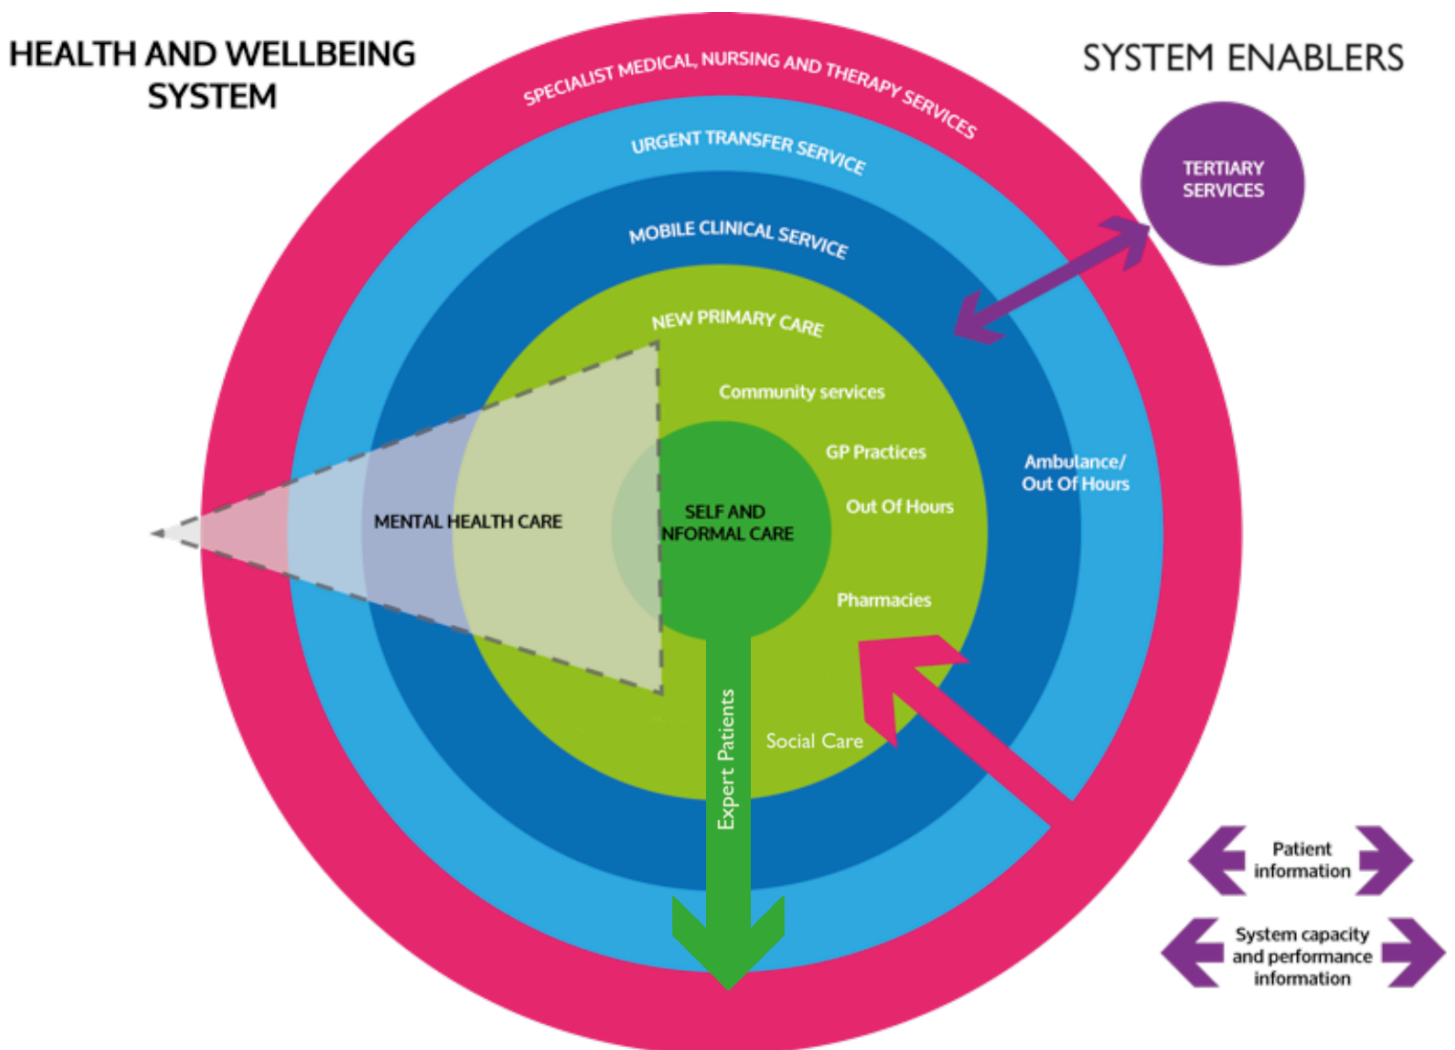 HEALTH AND WELLBEING
SYSTEM
SYSTEM ENABLERS
SPECIALIST MEDICAL, NURSING AND THERAPY SERVICES
URGENT TRANSFER SERVICE
MOBILE CLINICAL SERVICE
NEW PRIMARY CARE
TERTIARY
SERVICES
Community services
GP Practices
Out Of Hours
Ambulance/
Out Of Hours
MENTAL HEALTH CARE
SELF AND
NFORMAL CARE
Pharmacies
Social Care
Expert Patients
Patient
information
System capacity
and performance
information